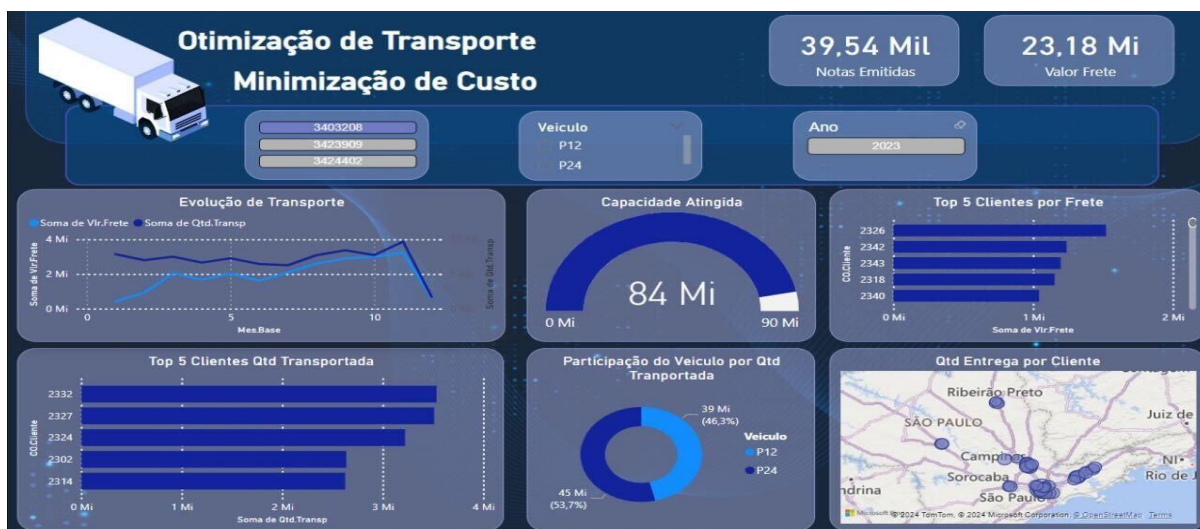 Otimização de Transporte
Minimização de Custo
39,54 Mil
Notas Emitidas
23,18 Mi
Valor Frete
3403208
3423909
3424402
Veiculo
P12
P24
Ano
2023
Evolução de Transporte
Soma de Vlr.Frete Soma de Qtd.Transp
Soma de Vlr.Frete
4 Mi
2 Mi
0 Mi
0 5 10
Mes.Base
Soma de Qtd.Transp
Capacidade Atingida
84 Mi
0 Mi 90 Mi
Top 5 Clientes por Frete
CO.Cliente
2326
2342
2343
2318
2340
0 Mi 1 Mi 2 Mi
Soma de Vlr.Frete
C
Top 5 Clientes Qtd Transportada
CO.Cliente
2332
2327
2324
2302
2314
0 Mi 1 Mi 2 Mi 3 Mi 4 Mi
Soma de Qtd.Transp
Participação do Veiculo por Qtd
Tranportada
39 Mi
(46,3%)
Veiculo
P12
P24
45 Mi
(53,7%)
Qtd Entrega por Cliente
Ribeirão Preto
SÃO PAULO
Juiz de
Campinas
Sorocaba
São Paulo
ndrina
NI
Rio de J
© 2024 TomTom, © 2024 Microsoft Corporation, © OpenStreetMap Terms